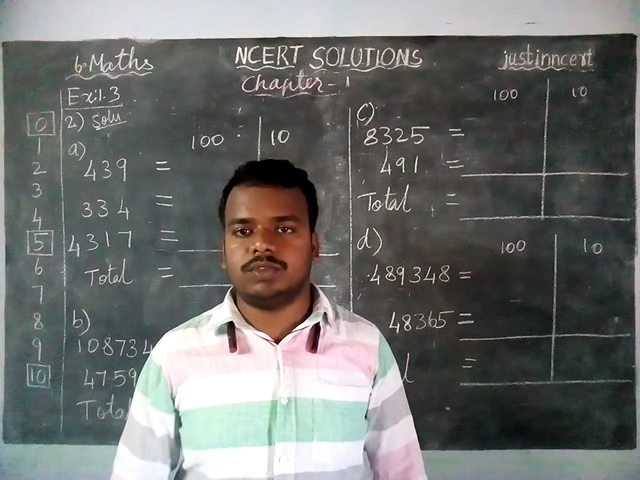 6. Maths
NCERT SOLUTIONS
justinncert
Chapter - 1
Ex: 1.3
2) Solu
0
1
2
3
4
5
6
7
8
9
10
a)
100
10
439 =
334 =
4317 =
Total =
b)
10873
4759
Total
c)
100
10
8325 =
491 =
Total =
d)
100
10
489348 =
48365 =
=